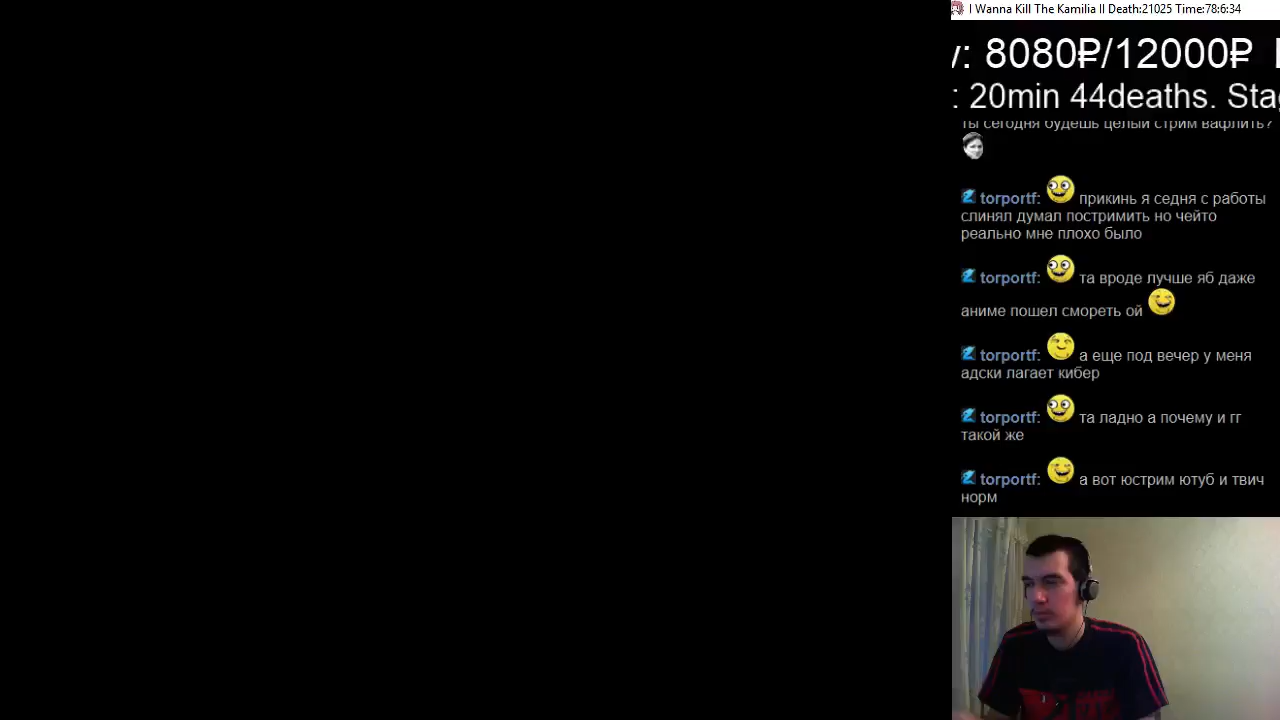 I Wanna Kill The Kamilia II Death:21025 Time:78:6:34
: 8080₽/12000₽
: 20min 44deaths.
ты сегодня будешь целый стрим вафлить?
torportf: прикинь я седня с работы
слинял думал постримить но чейто
реально мне плохо было
torportf: та вроде лучше яб даже
аниме пошел смореть ой
torportf: а еще под вечер у меня
адски лагает кибер
torportf: та ладно а почему и гг
такой же
torportf: а вот юстрим ютуб и твич
норм